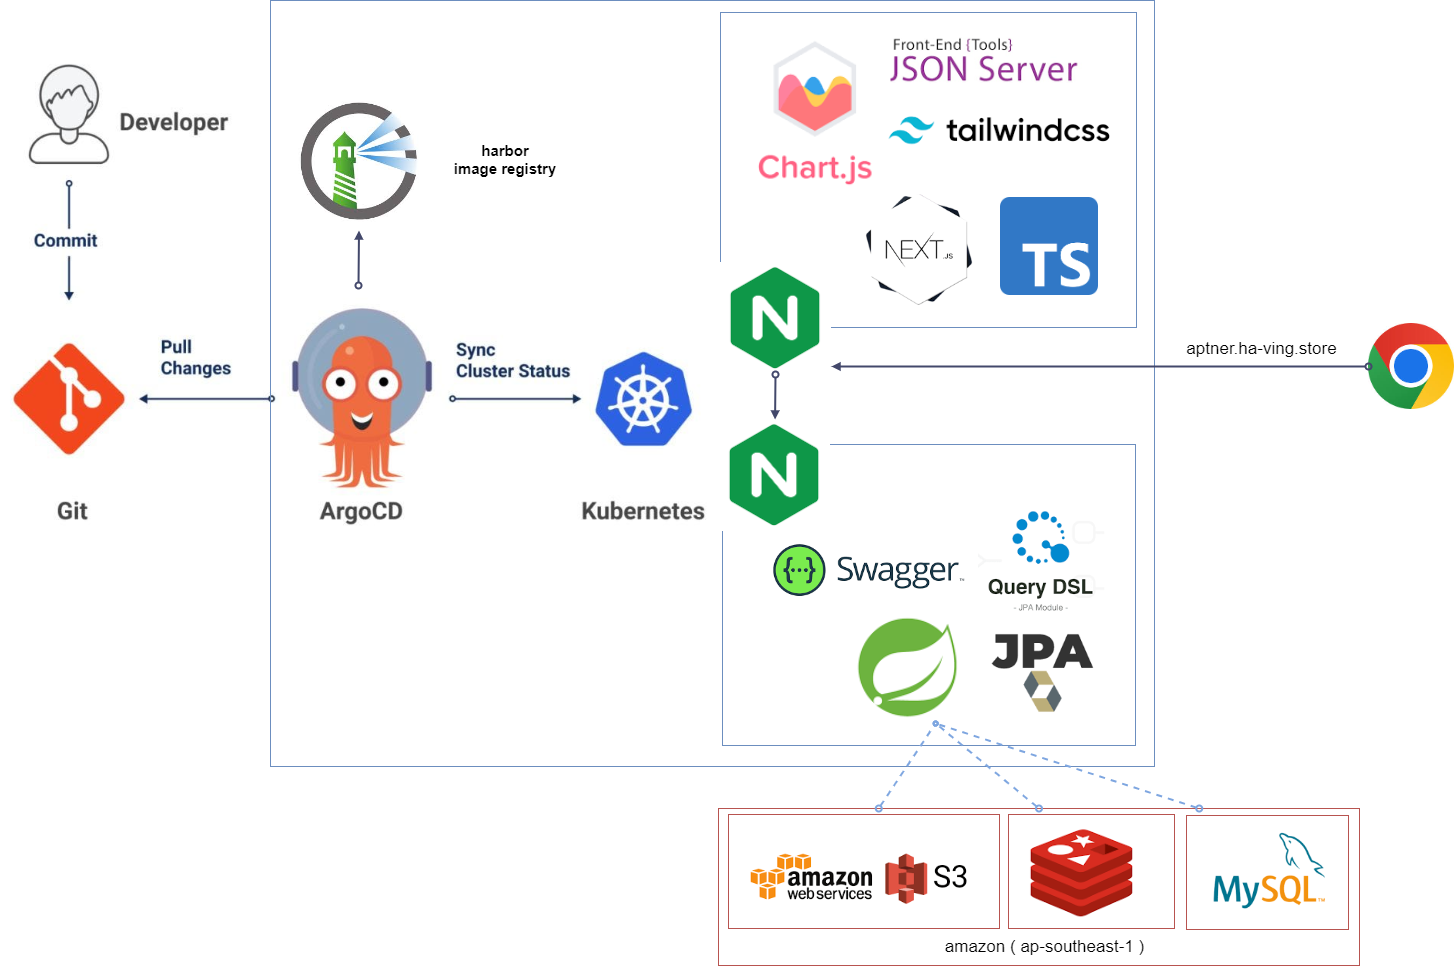 Developer
Commit
Pull
Changes
Git
harbor
image registry
ArgoCD
Sync
Cluster Status
Kubernetes
Chart.js
Front-End {Tools}
JSON Server
tailwindcss
NEXT.JS
TS
N
aptner.ha-ving.store
N
{···} Swagger™
Query DSL
- JPA Module -
JPA
amazon
web services
S3
MySQL™
amazon ( ap-southeast-1 )